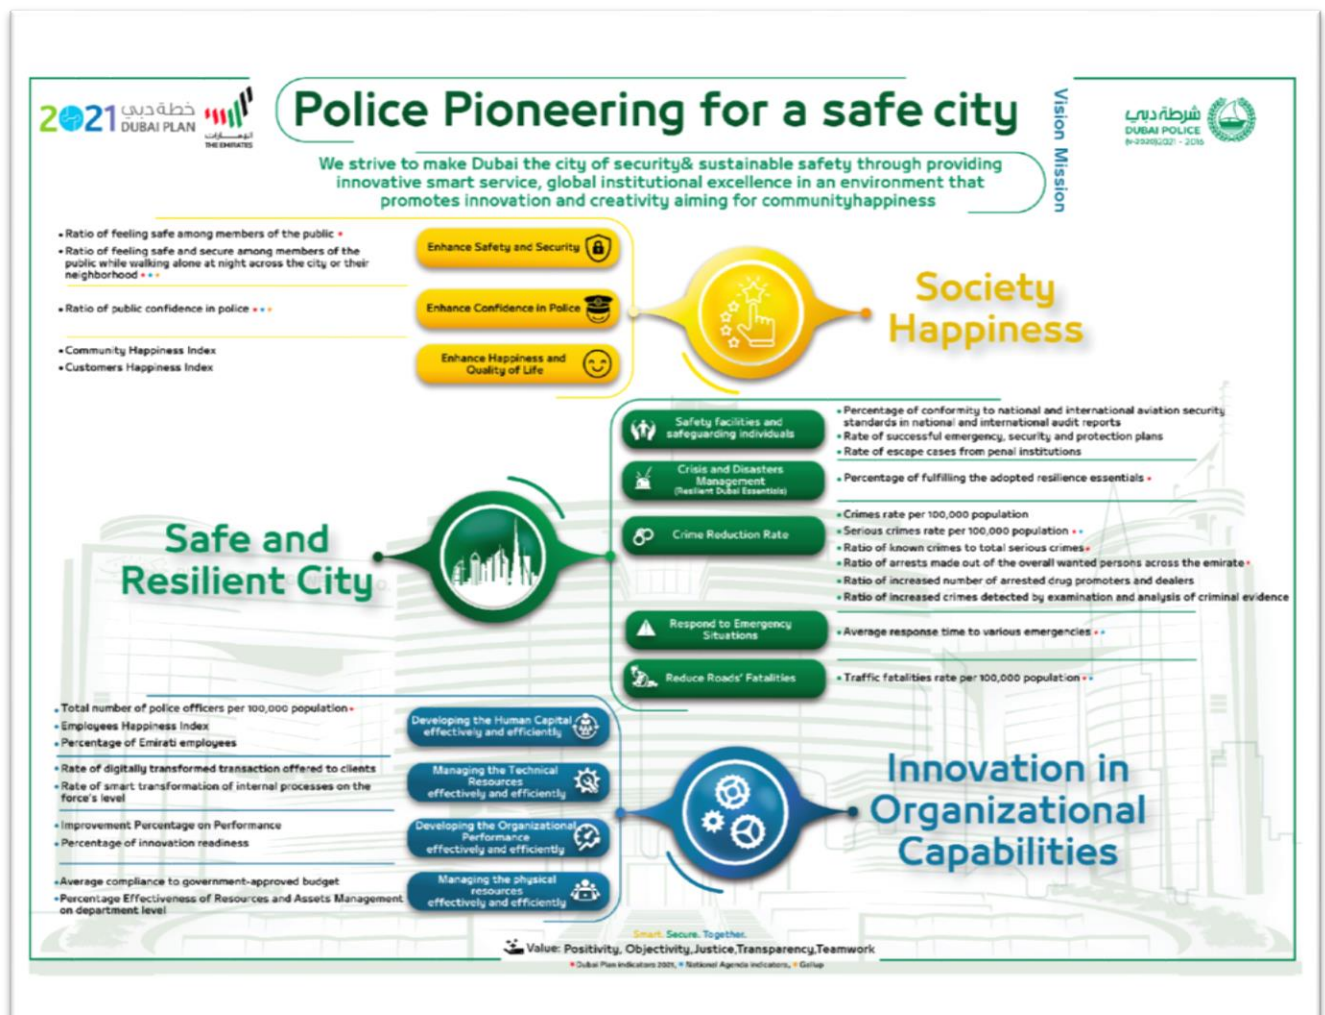 2021 خطة دبي
DUBAI PLAN
الإمارات
THE EMIRATES
Police Pioneering for a safe city
Vision Mission
شرطة دبي
DUBAI POLICE
2021 - 2016
We strive to make Dubai the city of security& sustainable safety through providing
innovative smart service, global institutional excellence in an environment that
promotes innovation and creativity aiming for communityhappiness
• Ratio of feeling safe among members of the public •
• Ratio of feeling safe and secure among members of the
public while walking alone at night across the city or their
neighborhood • • •
Enhance Safety and Security
• Ratio of public confidence in police • • •
Enhance Confidence in Police
• Community Happiness Index
• Customers Happiness Index
Enhance Happiness and
Quality of Life
Society
Happiness
Safe and
Resilient City
Safety facilities and
safeguarding individuals
• Percentage of conformity to national and international aviation security
standards in national and international audit reports
• Rate of successful emergency, security and protection plans
• Rate of escape cases from penal institutions
Crisis and Disasters
Management
(Resilient Dubai Essentials)
• Percentage of fulfilling the adopted resilience essentials •
Crime Reduction Rate
• Crimes rate per 100,000 population
• Serious crimes rate per 100,000 population • •
• Ratio of known crimes to total serious crimes•
• Ratio of arrests made out of the overall wanted persons across the emirate•
• Ratio of increased number of arrested drug promoters and dealers
• Ratio of increased crimes detected by examination and analysis of criminal evidence
Respond to Emergency
Situations
• Average response time to various emergencies • •
Reduce Roads' Fatalities
• Traffic fatalities rate per 100,000 population • •
• Total number of police officers per 100,000 population•
• Employees Happiness Index
• Percentage of Emirati employees
Developing the Human Capital
effectively and efficiently
• Rate of digitally transformed transaction offered to clients
• Rate of smart transformation of internal processes on the
force's level
Managing the Technical
Resources
effectively and efficiently
• Improvement Percentage on Performance
• Percentage of innovation readiness
Developing the Organizational
Performance
effectively and efficiently
• Average compliance to government-approved budget
• Percentage Effectiveness of Resources and Assets Management
on department level
Managing the physical
resources
effectively and efficiently
Innovation in
Organizational
Capabilities
Smart. Secure. Together.
Value: Positivity, Objectivity,Justice,Transparency,Teamwork
• Dubai Plan indicators 2021, • National Agenda indicators, • Gallup